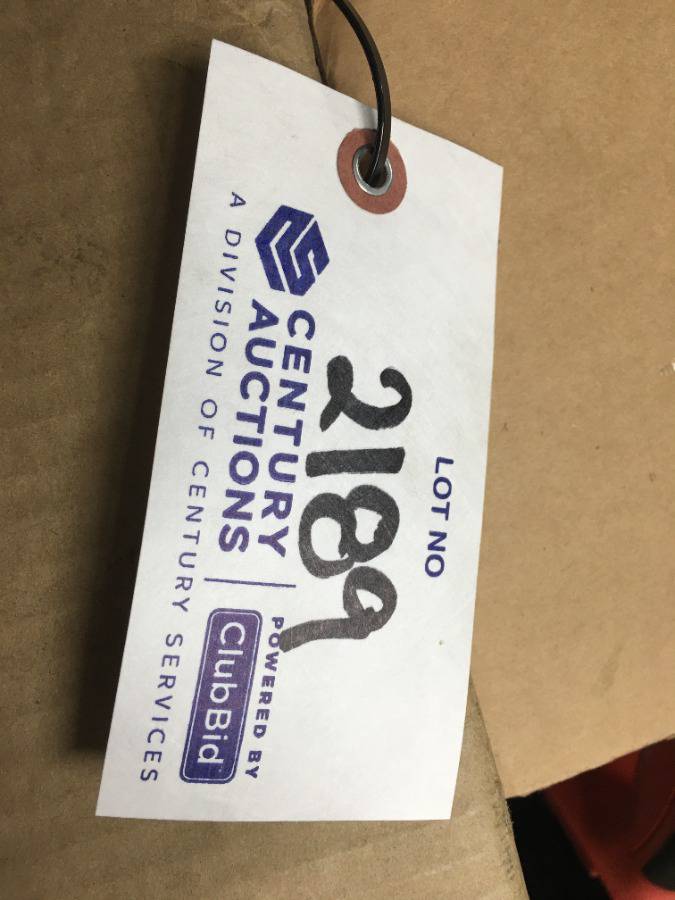 LOT NO
2189
CENTURY
AUCTIONS
A DIVISION OF CENTURY SERVICES
POWERED BY
ClubBid